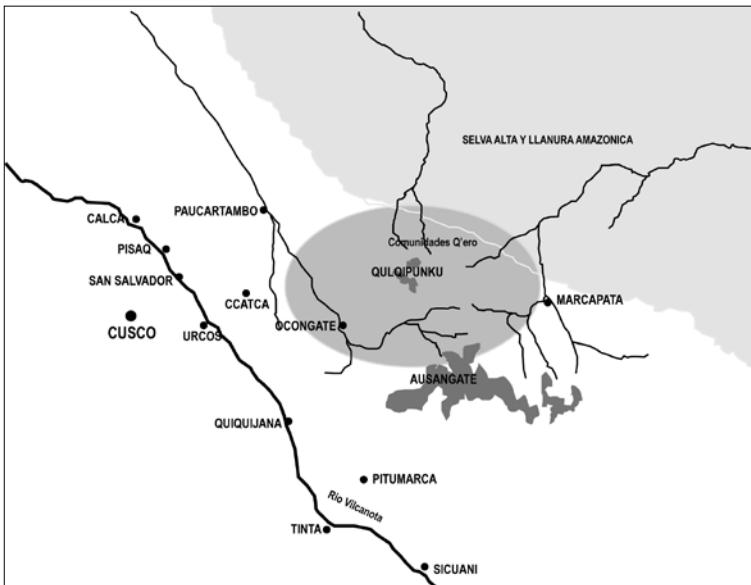 SELVA ALTA Y LLANURA AMAZONICA
PAUCARTAMBO
CALCA
Comunidades Q'ero
PISAQ
QULQIPUNKU
SAN SALVADOR
CCATCA
MARCAPATA
CUSCO
URCOS
OCONGATE
AUSANGATE
QUIQUIJANA
PITUMARCA
Rio Vilcanota
TINTA
SICUANI